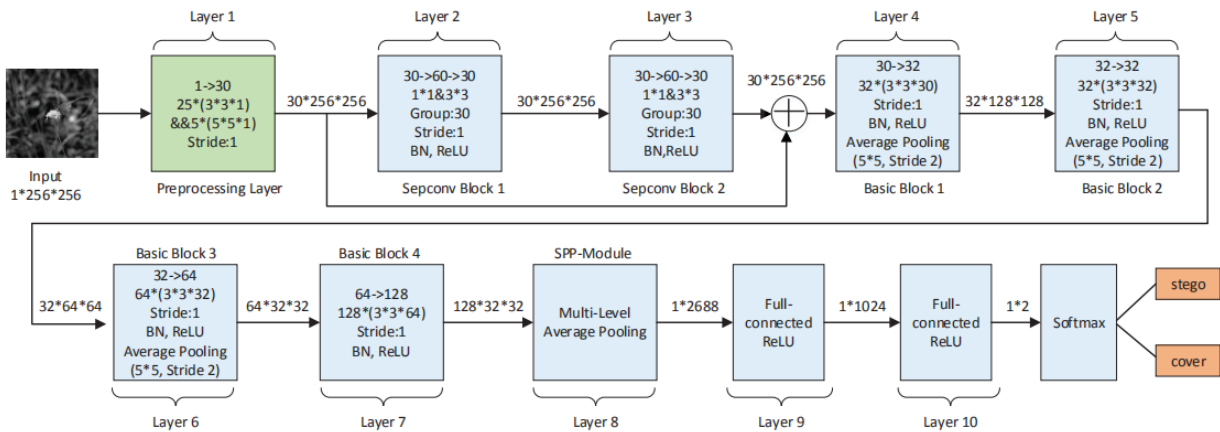 Layer 1
Layer 2
Layer 3
Layer 4
Layer 5
1->30
25*(3*3*1)
&&5*(5*5*1)
Stride:1
30->60->30
1*1&3*3
Group:30
Stride:1
BN, ReLU
30->60->30
1*1&3*3
Group:30
Stride:1
BN,ReLU
30->32
32*(3*3*30)
Stride:1
BN, ReLU
Average Pooling
(5*5, Stride 2)
32->32
32*(3*3*32)
Stride:1
BN, ReLU
Average Pooling
(5*5, Stride 2)
30*256*256
30*256*256
30*256*256
32*128*128
Input
1*256*256
Preprocessing Layer
Sepconv Block 1
Sepconv Block 2
Basic Block 1
Basic Block 2
Basic Block 3
Basic Block 4
SPP-Module
32*64*64
32->64
64*(3*3*32)
Stride:1
BN, ReLU
Average Pooling
(5*5, Stride 2)
64*32*32
64->128
128*(3*3*64)
Stride:1
BN, ReLU
128*32*32
Multi-Level
Average Pooling
1*2688
Full-
connected
ReLU
1*1024
Full-
connected
ReLU
1*2
Softmax
stego
cover
Layer 6
Layer 7
Layer 8
Layer 9
Layer 10